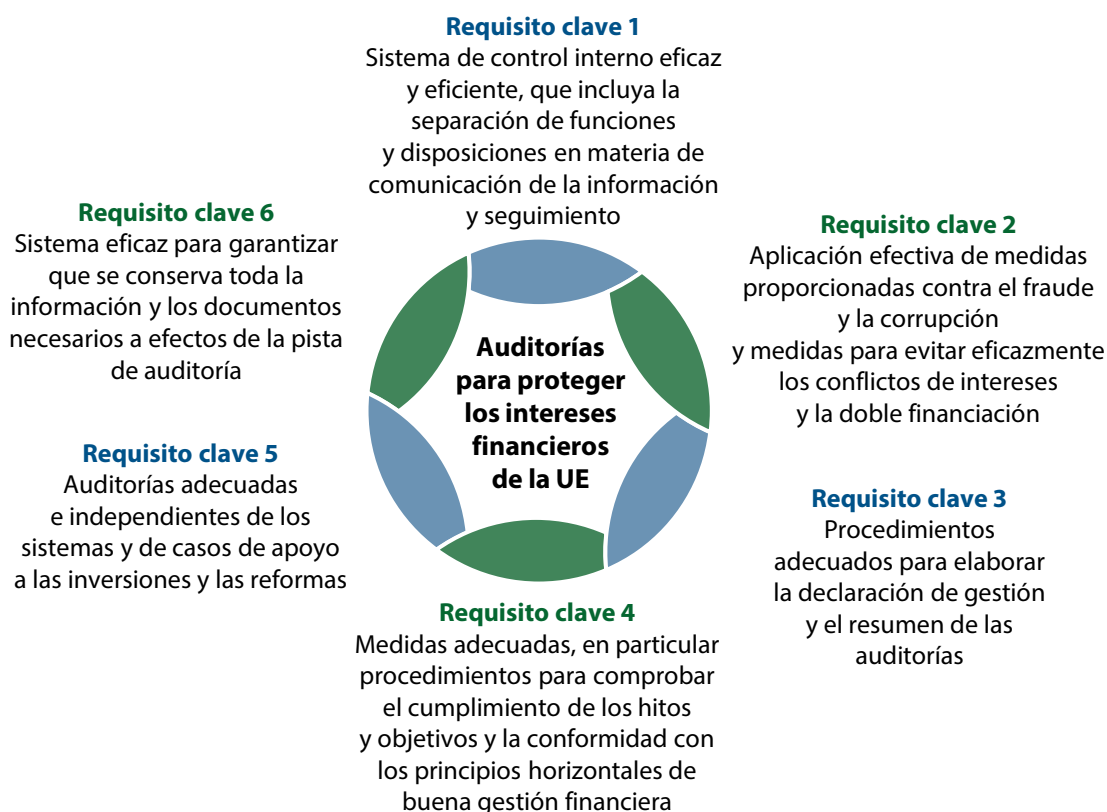 Requisito clave 1
Sistema de control interno eficaz
y eficiente, que incluya la
separación de funciones
y disposiciones en materia de
comunicación de la información
y seguimiento
Requisito clave 2
Aplicación efectiva de medidas
proporcionadas contra el fraude
y la corrupción
y medidas para evitar eficazmente
los conflictos de intereses
y la doble financiación
Requisito clave 3
Procedimientos
adecuados para elaborar
la declaración de gestión
y el resumen de las
auditorías
Requisito clave 4
Medidas adecuadas, en particular
procedimientos para comprobar
el cumplimiento de los hitos
y objetivos y la conformidad con
los principios horizontales de
buena gestión financiera
Requisito clave 5
Auditorías adecuadas
e independientes de los
sistemas y de casos de apoyo
a las inversiones y las reformas
Requisito clave 6
Sistema eficaz para garantizar
que se conserva toda la
información y los documentos
necesarios a efectos de la pista
de auditoría
Auditorías
para proteger
los intereses
financieros
de la UE